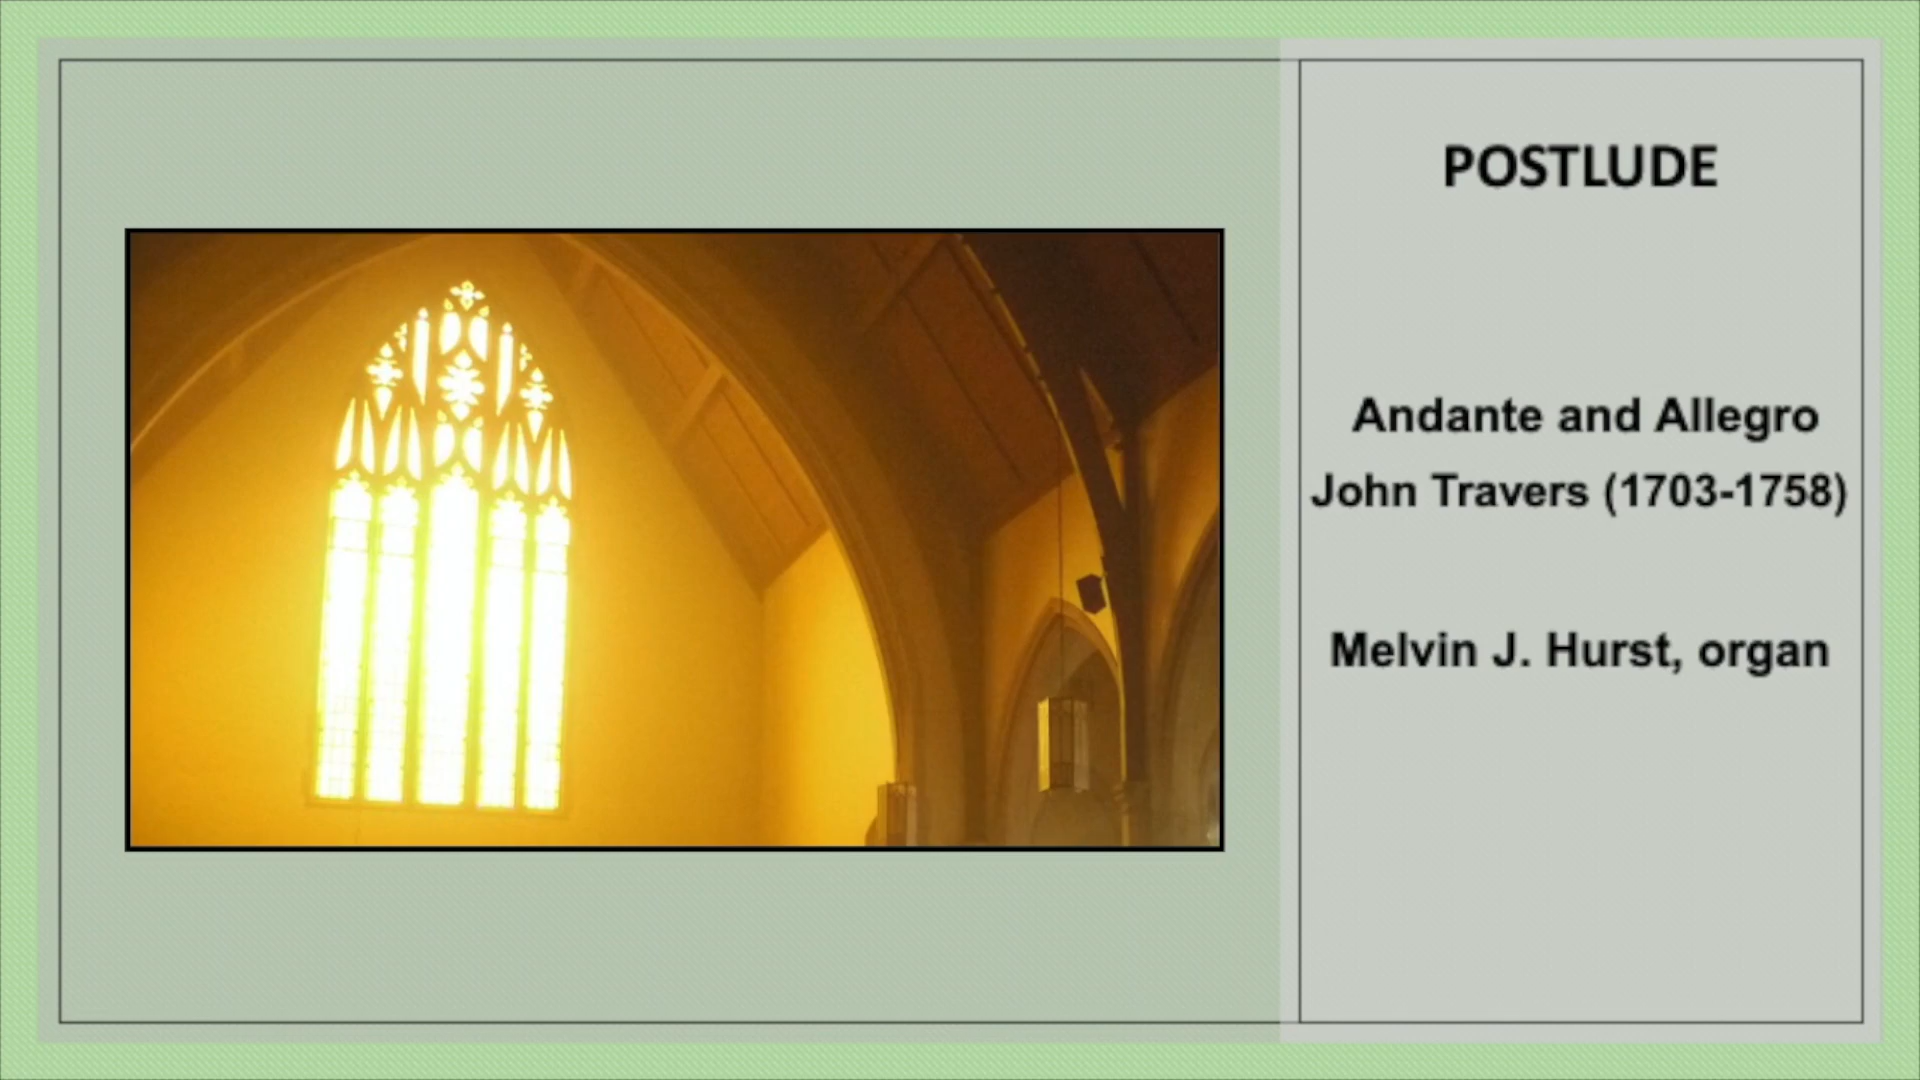 POSTLUDE
Andante and Allegro
John Travers (1703-1758)
Melvin J. Hurst, organ